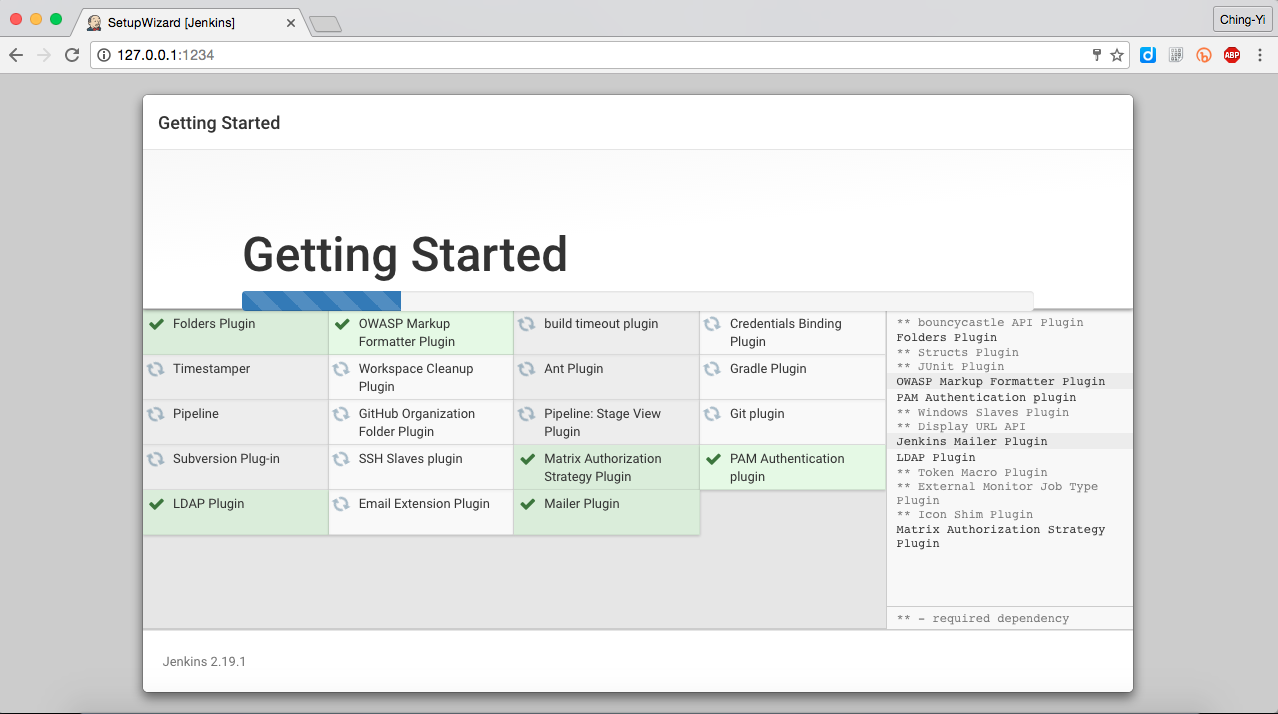 SetupWizard [Jenkins]
Ching-Yi
127.0.0.1:1234
ABP
Getting Started
Getting Started
Folders Plugin
OWASP Markup
Formatter Plugin
build timeout plugin
Credentials Binding
Plugin
Timestamper
Workspace Cleanup
Plugin
Ant Plugin
Gradle Plugin
Pipeline
GitHub Organization
Folder Plugin
Pipeline: Stage View
Plugin
Git plugin
Subversion Plug-in
SSH Slaves plugin
Matrix Authorization
Strategy Plugin
PAM Authentication
plugin
LDAP Plugin
Email Extension Plugin
Mailer Plugin
** bouncycastle API Plugin
Folders Plugin
** Structs Plugin
** JUnit Plugin
OWASP Markup Formatter Plugin
PAM Authentication plugin
** Windows Slaves Plugin
** Display URL API
Jenkins Mailer Plugin
LDAP Plugin
** Token Macro Plugin
** External Monitor Job Type
Plugin
** Icon Shim Plugin
Matrix Authorization Strategy
Plugin
** - required dependency
Jenkins 2.19.1